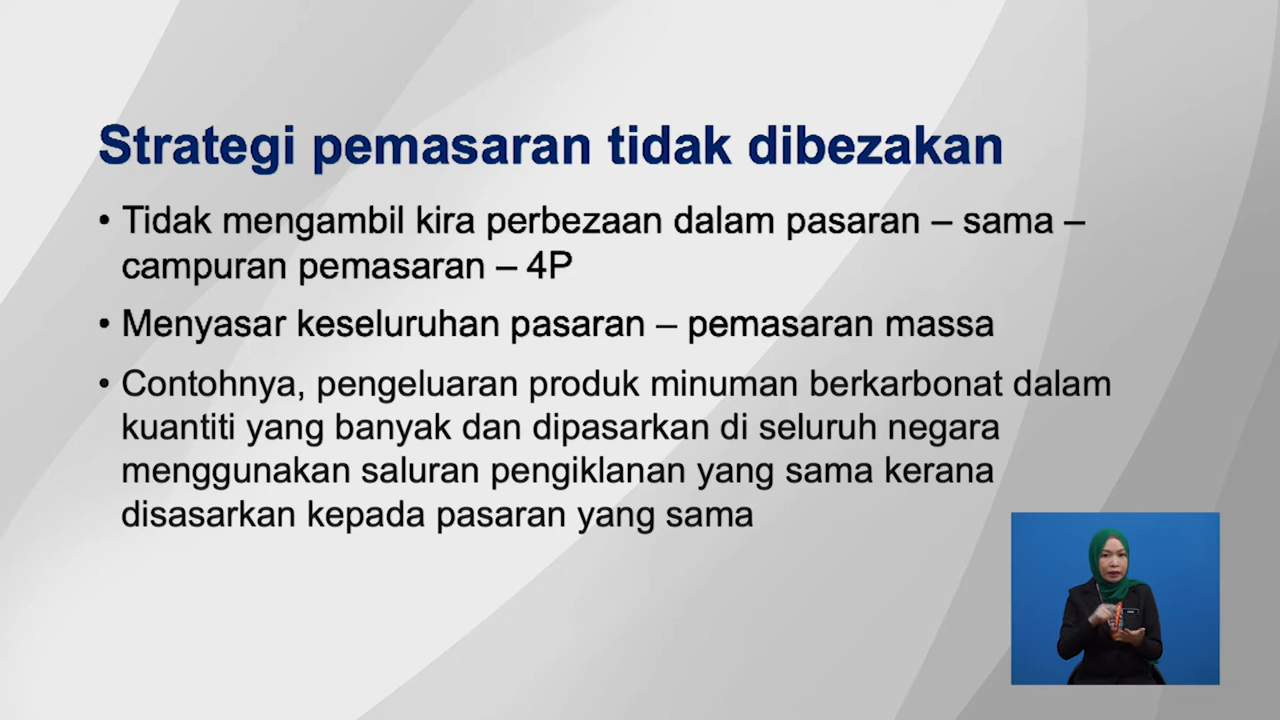 Strategi pemasaran tidak dibezakan
• Tidak mengambil kira perbezaan dalam pasaran – sama –
campuran pemasaran – 4P
• Menyasar keseluruhan pasaran – pemasaran massa
• Contohnya, pengeluaran produk minuman berkarbonat dalam
kuantiti yang banyak dan dipasarkan di seluruh negara
menggunakan saluran pengiklanan yang sama kerana
disasarkan kepada pasaran yang sama